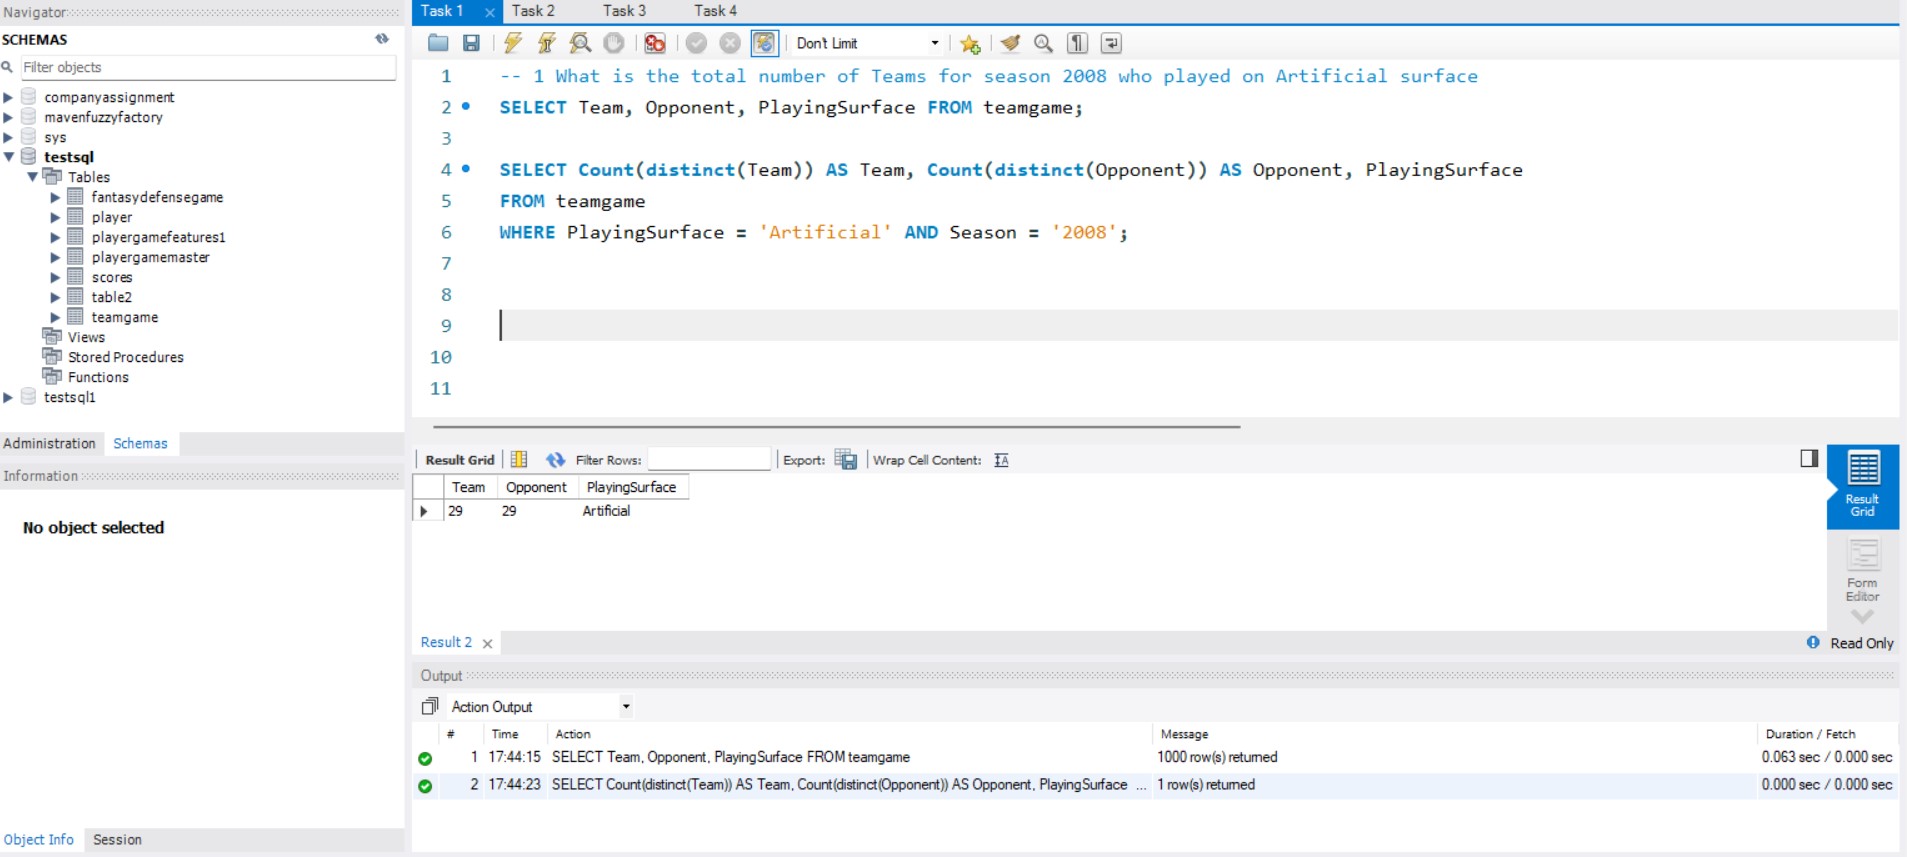 Navigator
SCHEMAS
Filter objects
companyassignment
mavenfuzzyfactory
sys
testsql
Tables
fantasydefensegame
player
playergamefeatures1
playergamemaster
scores
table2
teamgame
Views
Stored Procedures
Functions
testsql1
Administration Schemas
Information
No object selected
Object Info Session
Task 1 Task 2 Task 3 Task 4
Don't Limit
1 -- 1 What is the total number of Teams for season 2008 who played on Artificial surface
2 SELECT Team, Opponent, PlayingSurface FROM teamgame;
3
4 SELECT Count(distinct(Team)) AS Team, Count(distinct(Opponent)) AS Opponent, PlayingSurface
5 FROM teamgame
6 WHERE PlayingSurface = 'Artificial' AND Season = '2008';
7
8
9
10
11
Result Grid Filter Rows: Export: Wrap Cell Content:
Team Opponent PlayingSurface
29 29 Artificial
Result
Grid
Form
Editor
Result 2 Read Only
Output
Action Output
# Time Action Message Duration / Fetch
1 17:44:15 SELECT Team, Opponent, PlayingSurface FROM teamgame 1000 row(s) returned 0.063 sec / 0.000 sec
2 17:44:23 SELECT Count(distinct(Team)) AS Team, Count(distinct(Opponent)) AS Opponent, PlayingSurface ... 1 row(s) returned 0.000 sec / 0.000 sec